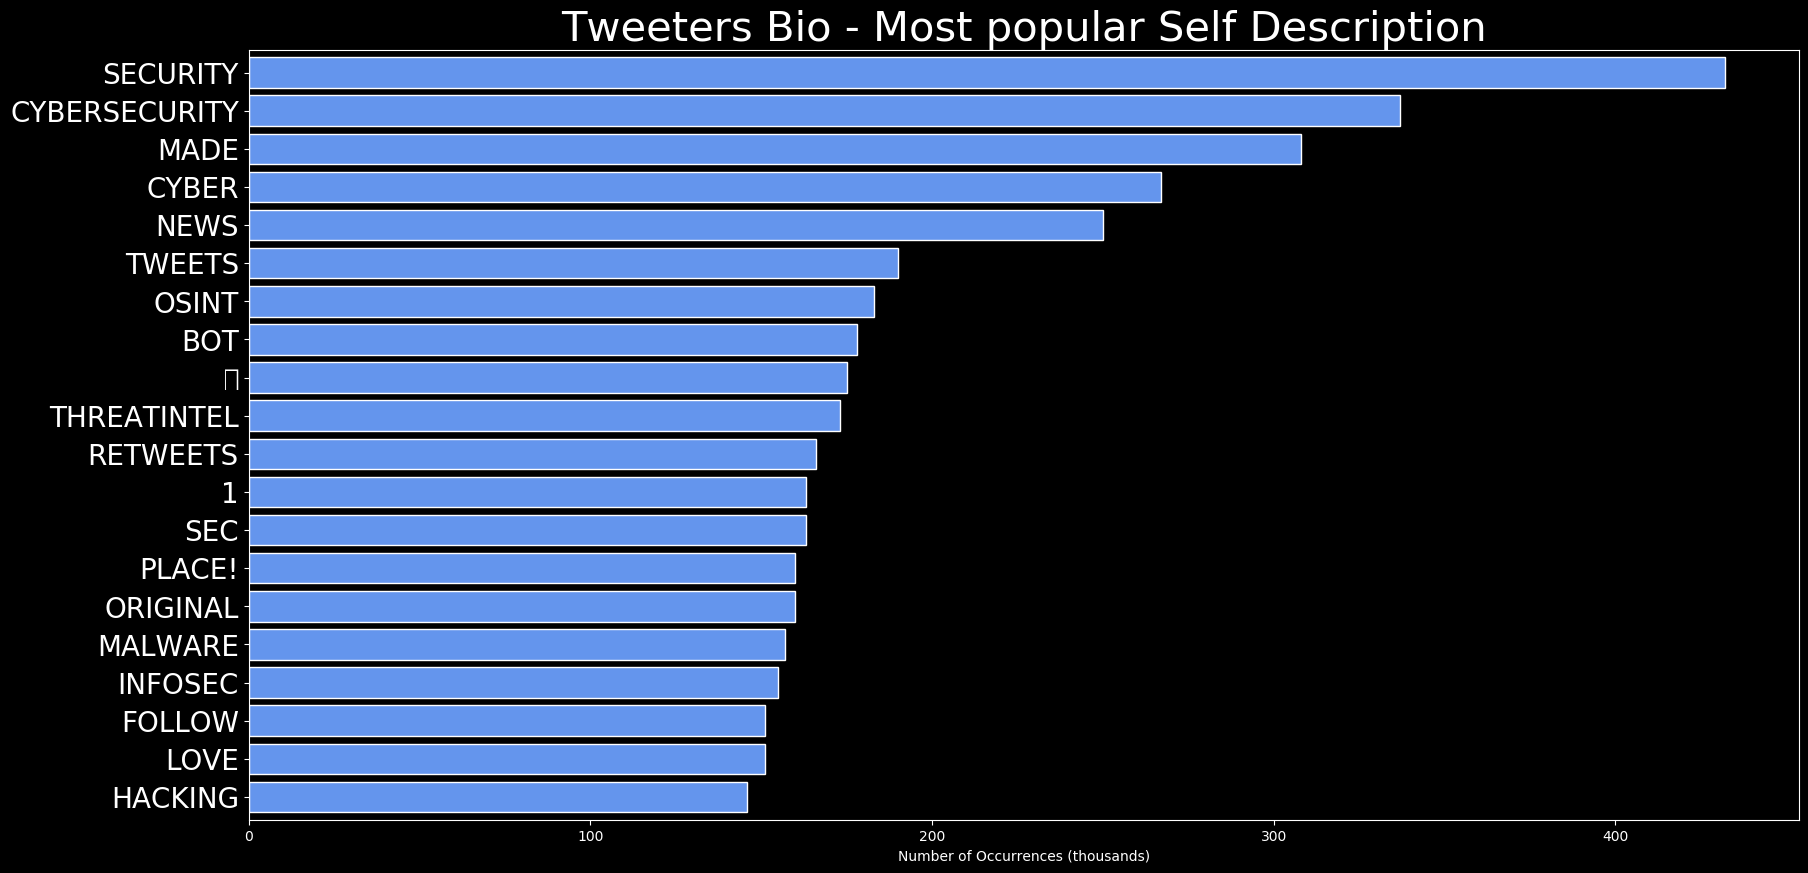 Tweeters Bio - Most popular Self Description
SECURITY
CYBERSECURITY
MADE
CYBER
NEWS
TWEETS
OSINT
BOT
THREATINTEL
RETWEETS
1
SEC
PLACE!
ORIGINAL
MALWARE
INFOSEC
FOLLOW
LOVE
HACKING
0 100 200 300 400
Number of Occurrences (thousands)